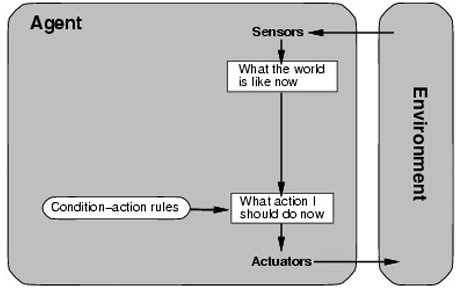 Agent
Sensors
What the world
is like now
Environment
Condition–action rules
What action I
should do now
Actuators